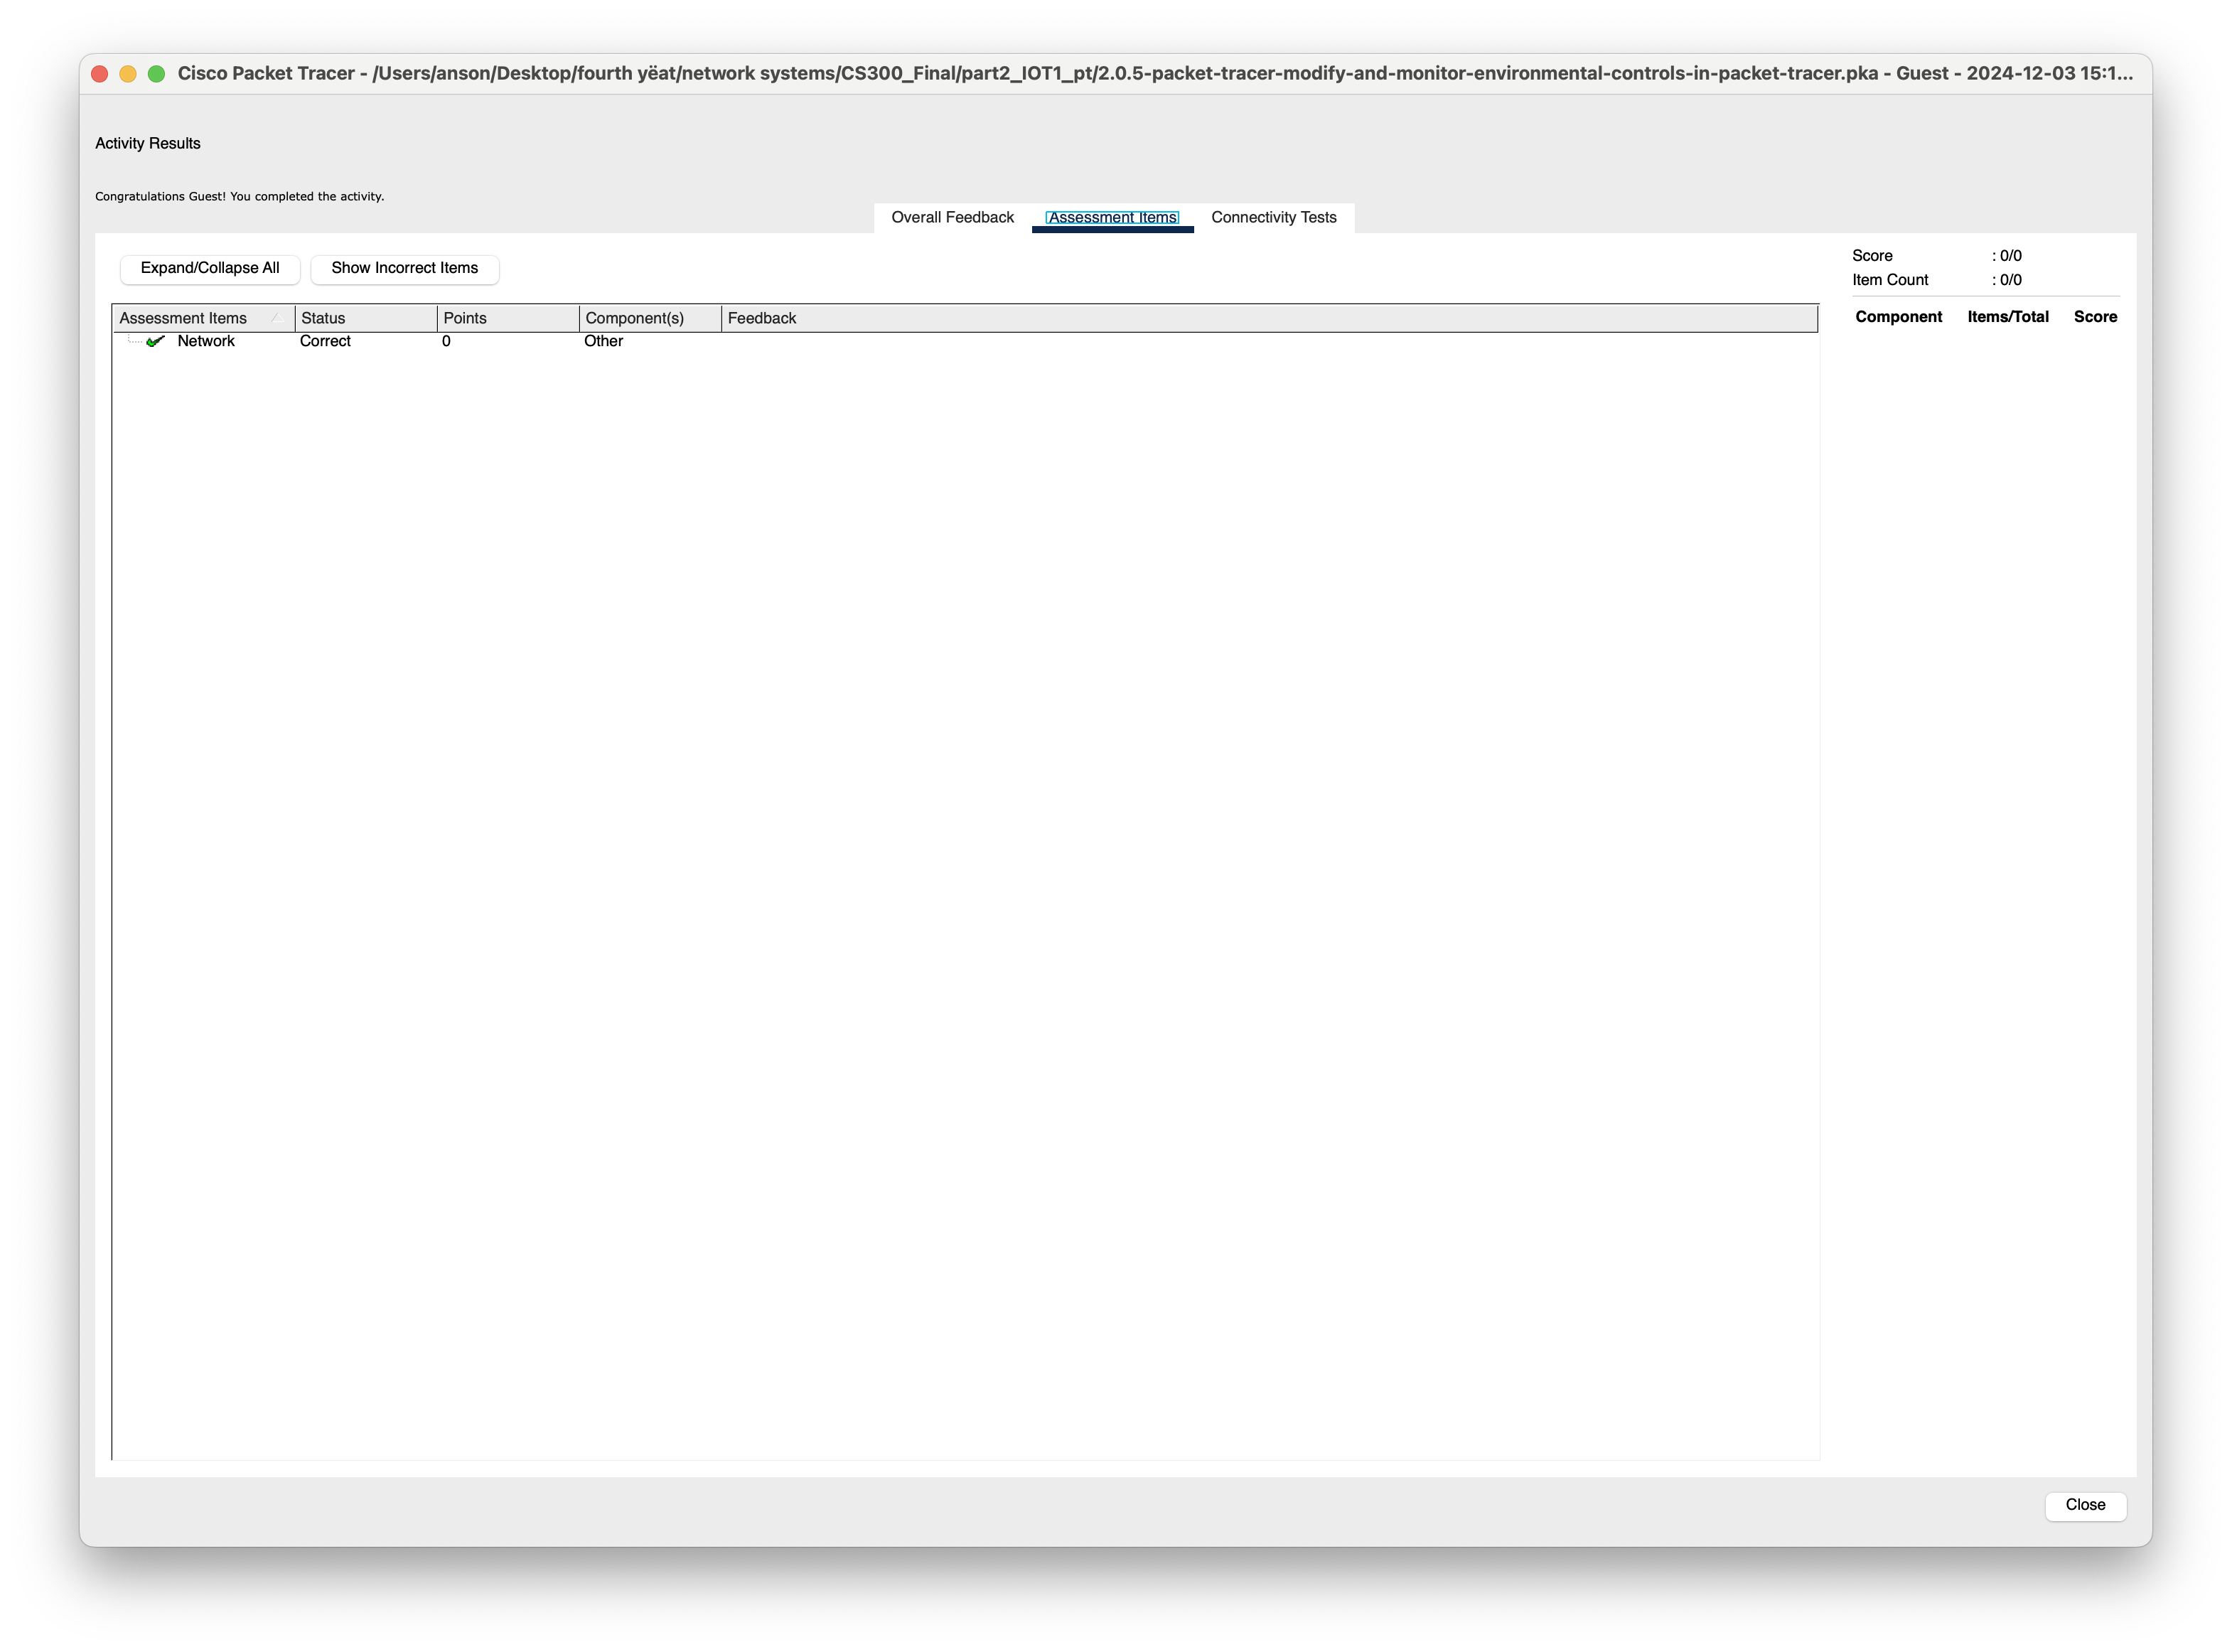 Cisco Packet Tracer - /Users/anson/Desktop/fourth yëat/network systems/CS300_Final/part2_IOT1_pt/2.0.5-packet-tracer-modify-and-monitor-environmental-controls-in-packet-tracer.pka - Guest - 2024-12-03 15:1...
Activity Results
Congratulations Guest! You completed the activity.
Overall Feedback Assessment Items Connectivity Tests
Expand/Collapse All Show Incorrect Items
Score : 0/0
Item Count : 0/0
Assessment Items Status Points Component(s) Feedback
Component Items/Total Score
Network Correct 0 Other
Close